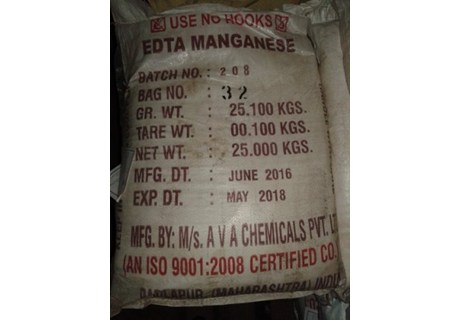 USE NO HOOKS
EDTA MANGANESE
BATCH NO. : 208
BAG NO. : 32
GR. WT. : 25.100 KGS.
TARE WT. : 00.100 KGS.
NET WT. : 25.000 KGS.
MFG. DT. : JUNE 2016
EXP. DT. : MAY 2018
MFG. BY: M/s. A V A CHEMICALS PVT.
(AN ISO 9001:2008 CERTIFIED CO.
(MAHARASHTRA) INDIA